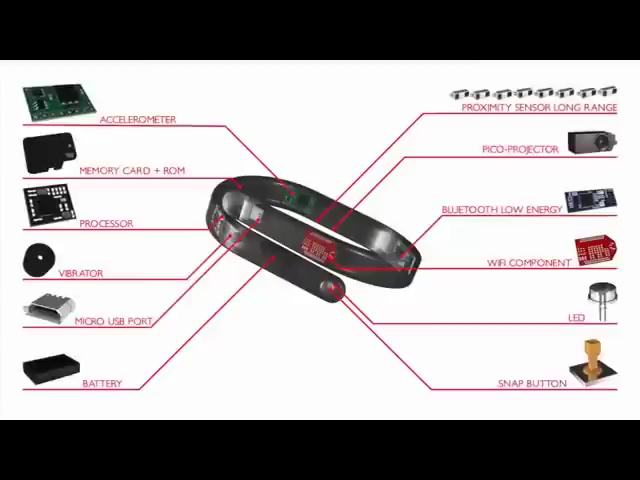 ACCELEROMETER
MEMORY CARD + ROM
PROCESSOR
VIBRATOR
MICRO USB PORT
BATTERY
PROXIMITY SENSOR LONG RANGE
PICO-PROJECTOR
BLUETOOTH LOW ENERGY
WIFI COMPONENT
LED
SNAP BUTTON